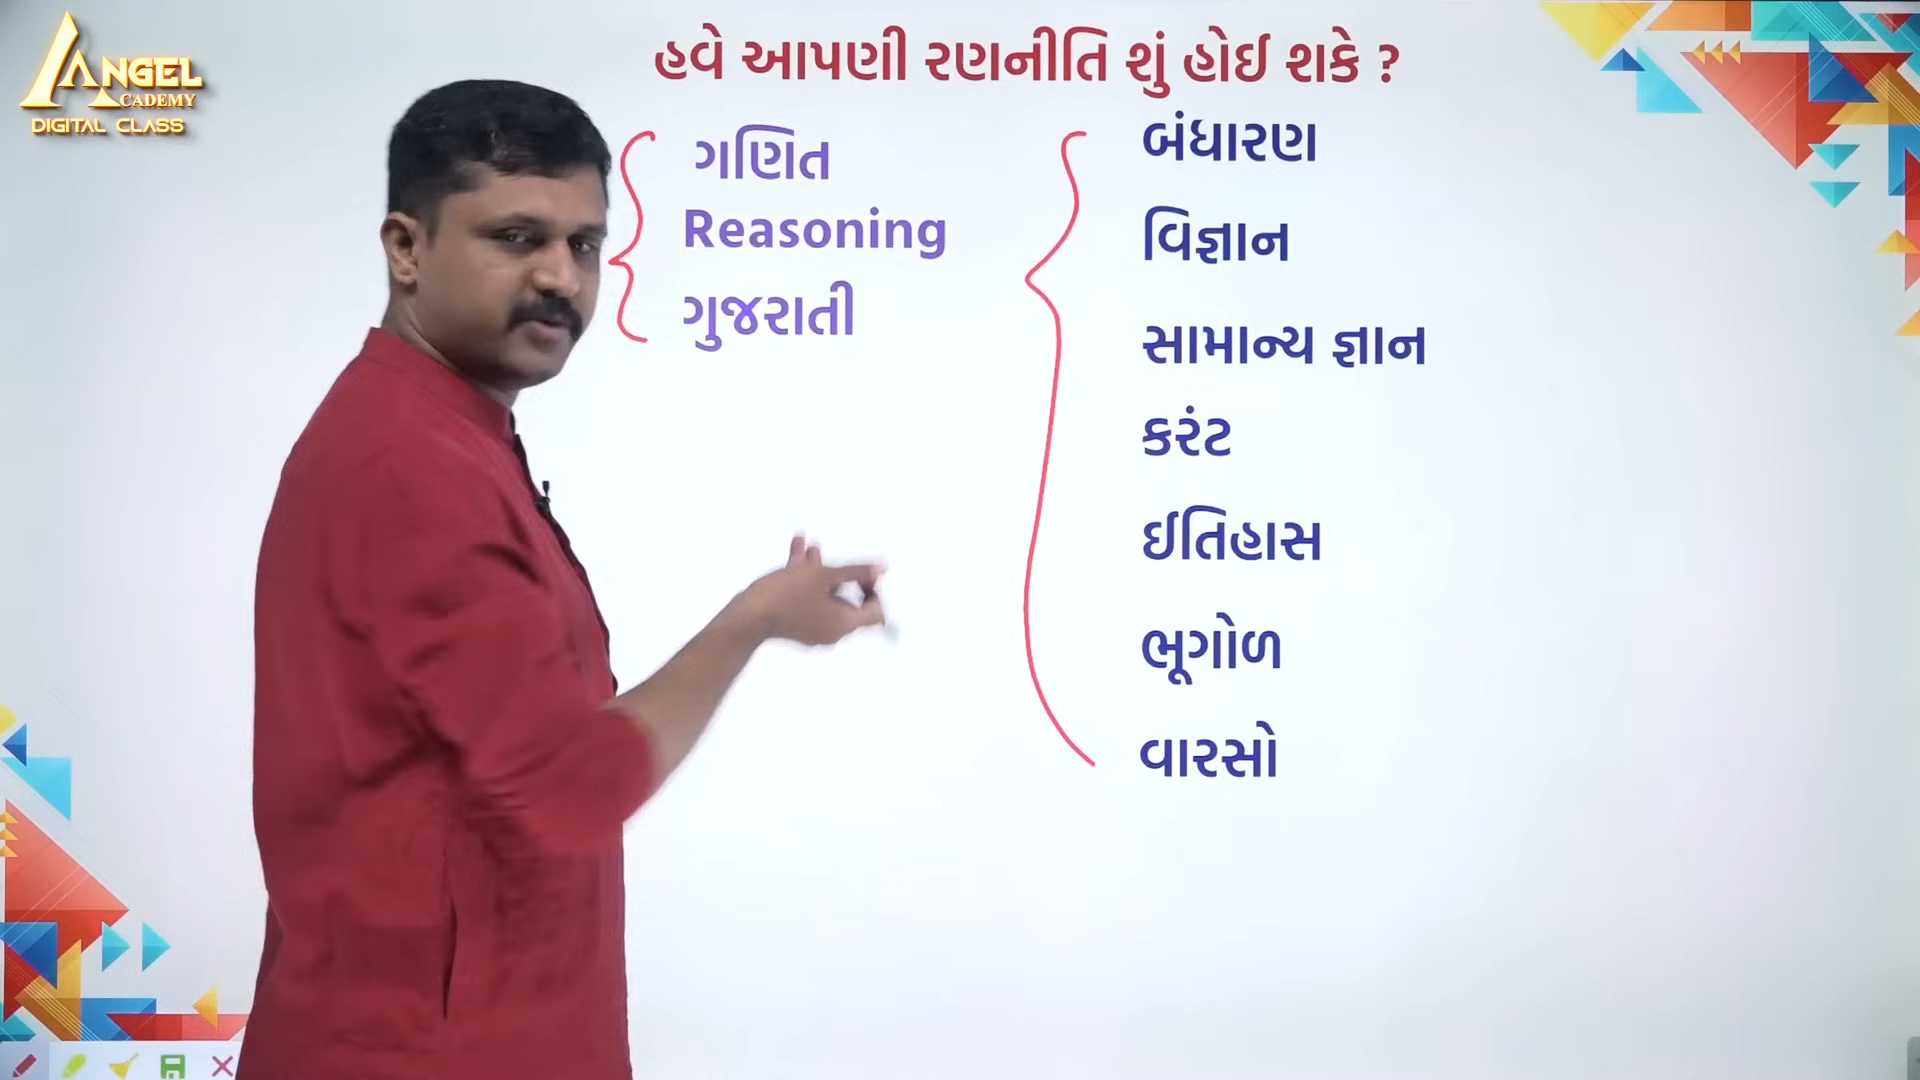 ANGEL
ACADEMY
DIGITAL CLASS
હવે આપણી રણનીતિ શું હોઈ શકે ?
ગણિત
Reasoning
ગુજરાતી
બંધારણ
વિજ્ઞાન
સામાન્ય જ્ઞાન
કરંટ
ઈતિહાસ
ભૂગોળ
વારસો